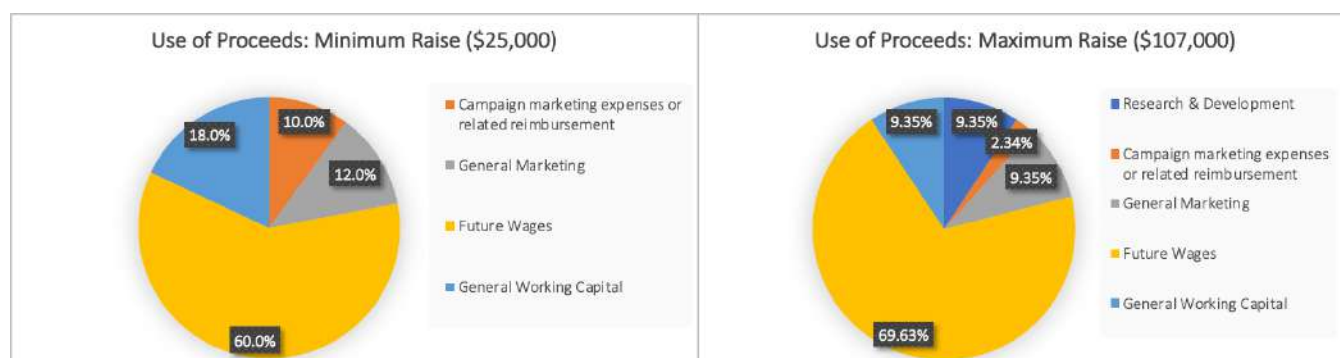 Use of Proceeds: Minimum Raise ($25,000)
10.0%
18.0%
12.0%
60.0%
Campaign marketing expenses or
related reimbursement
General Marketing
Future Wages
General Working Capital
Use of Proceeds: Maximum Raise ($107,000)
9.35%
9.35%
2.34%
9.35%
69.63%
Research & Development
Campaign marketing expenses
or related reimbursement
General Marketing
Future Wages
General Working Capital